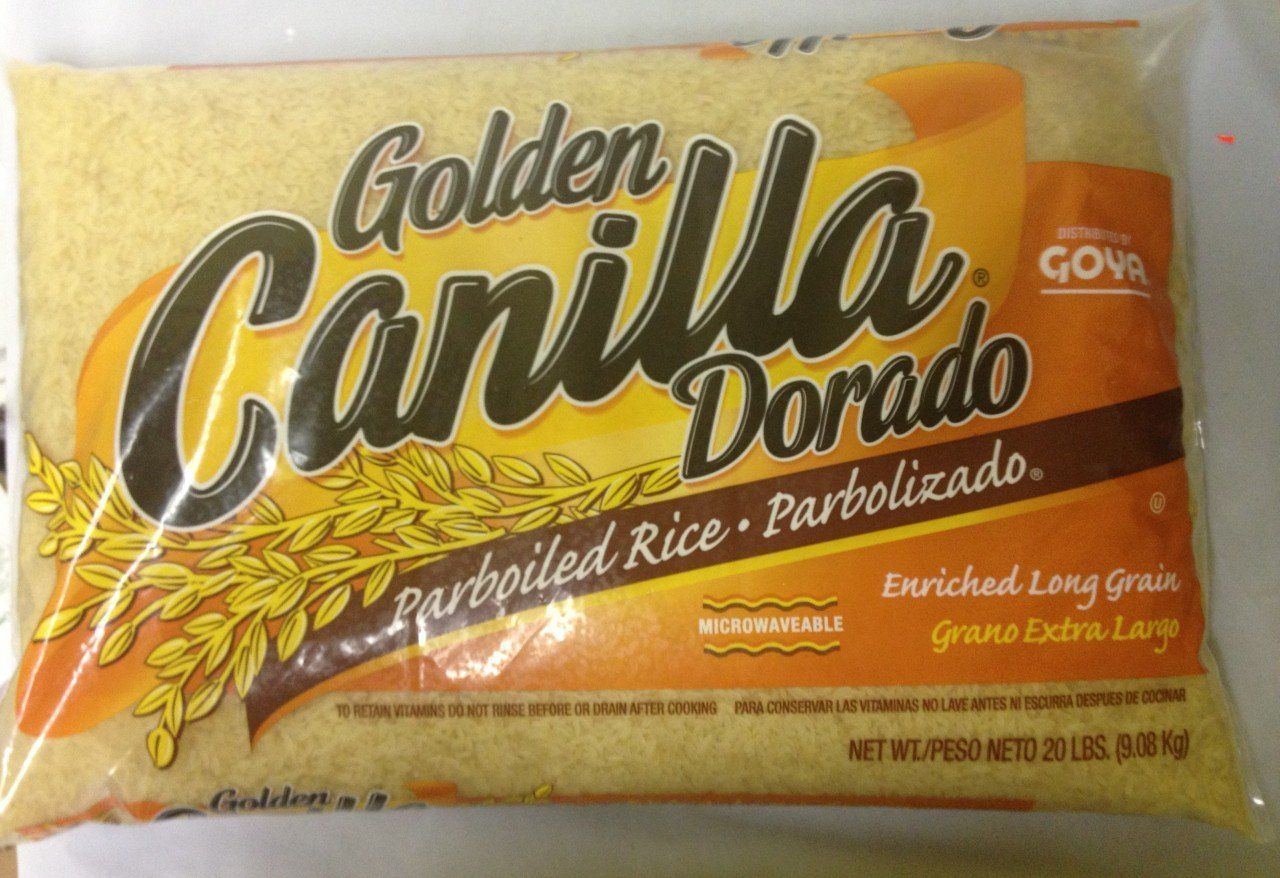 Golden
Canilla®
Dorado
DISTRIBUTED BY
GOYA
Parboiled Rice • Parbolizado®
U
MICROWAVEABLE
Enriched Long Grain
Grano Extra Largo
TO RETAIN VITAMINS DO NOT RINSE BEFORE OR DRAIN AFTER COOKING PARA CONSERVAR LAS VITAMINAS NO LAVE ANTES NI ESCURRA DESPUES DE COCINAR
NET WT./PESO NETO 20 LBS. (9.08 Kg)
Golden